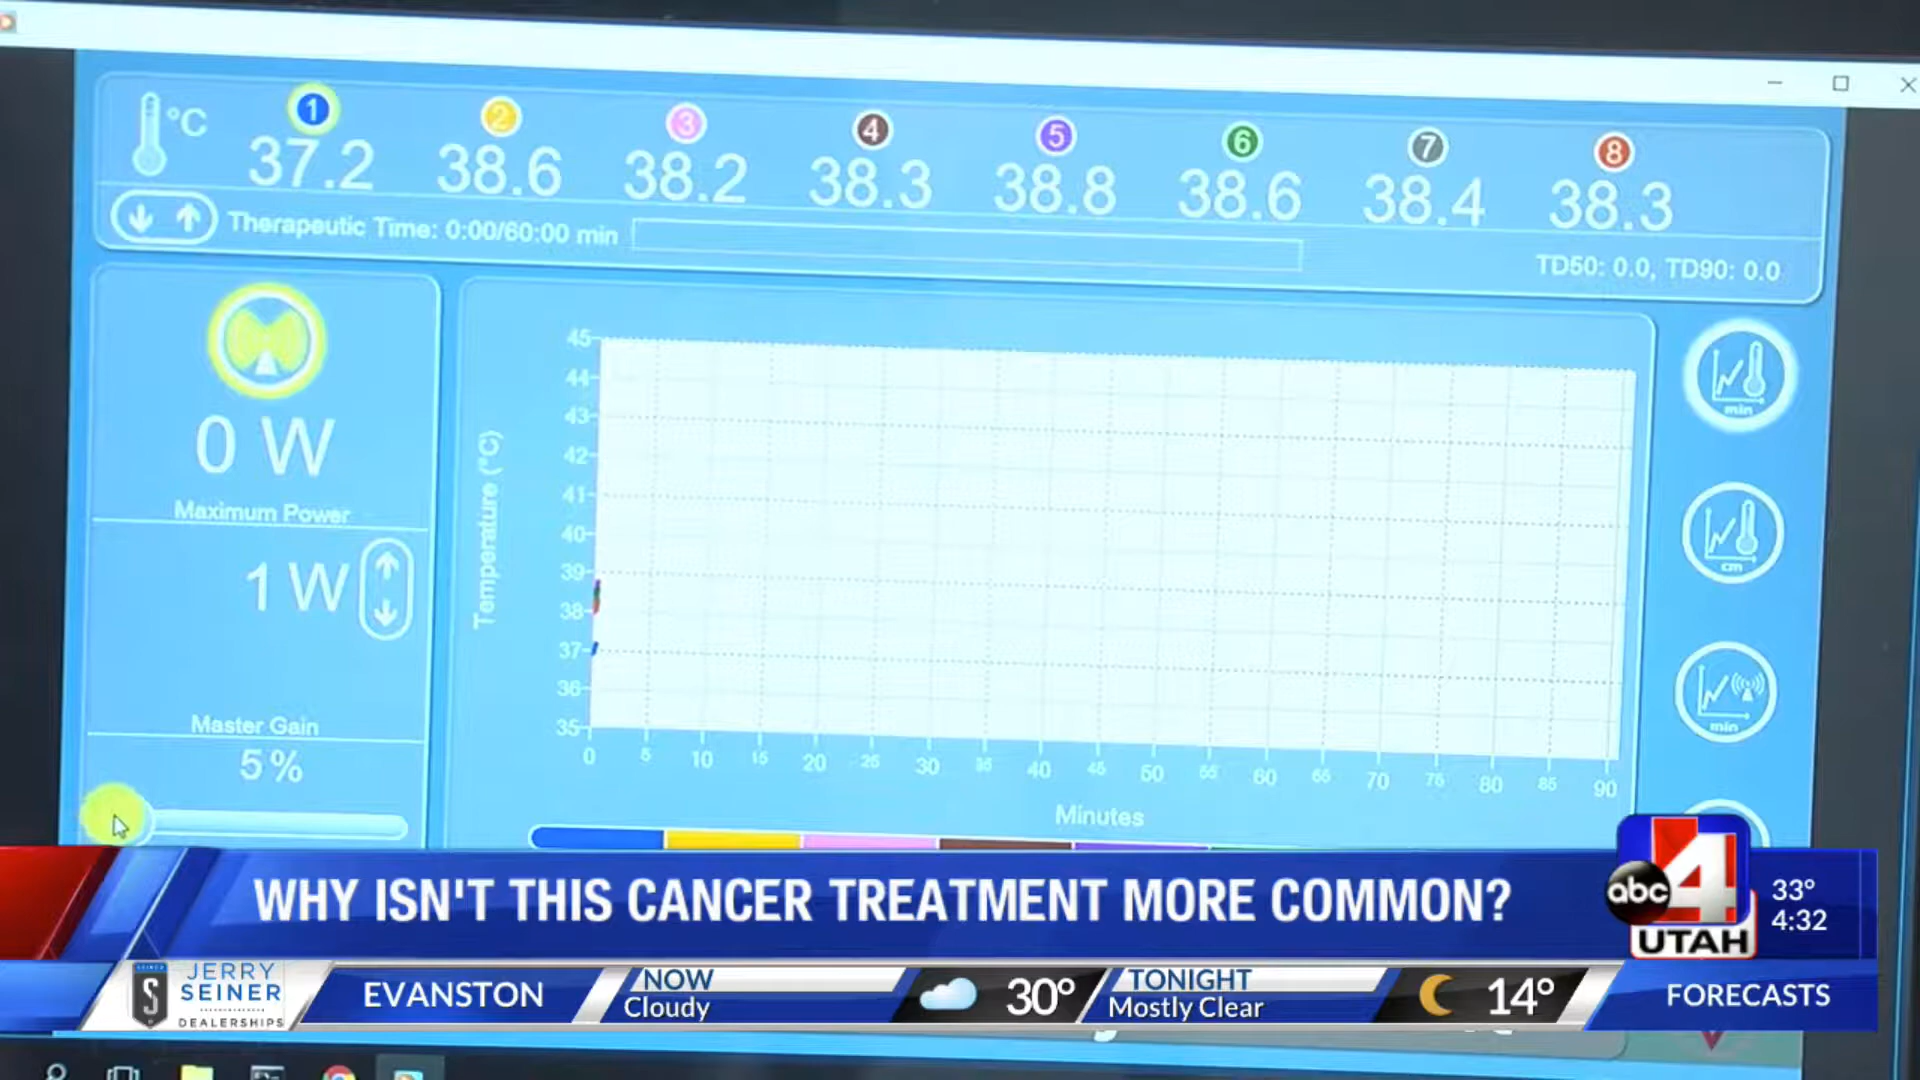 °C
1 2 3 4 5 6 7 8
37.2 38.6 38.2 38.3 38.8 38.6 38.4 38.3
Therapeutic Time: 0:00/60:00 min
TD50: 0.0, TD90: 0.0
0 W
Maximum Power
1 W
Master Gain
5%
Temperature (°C)
45
44
43
42
41
40
39
38
37
36
35
0 5 10 15 20 25 30 35 40 45 50 55 60 65 70 75 80 85 90
Minutes
min
cm
min
WHY ISN'T THIS CANCER TREATMENT MORE COMMON?
abc 4
UTAH
33°
4:32
SEINER
S
JERRY
SEINER
DEALERSHIPS
EVANSTON
NOW
Cloudy
30°
TONIGHT
Mostly Clear
14°
FORECASTS